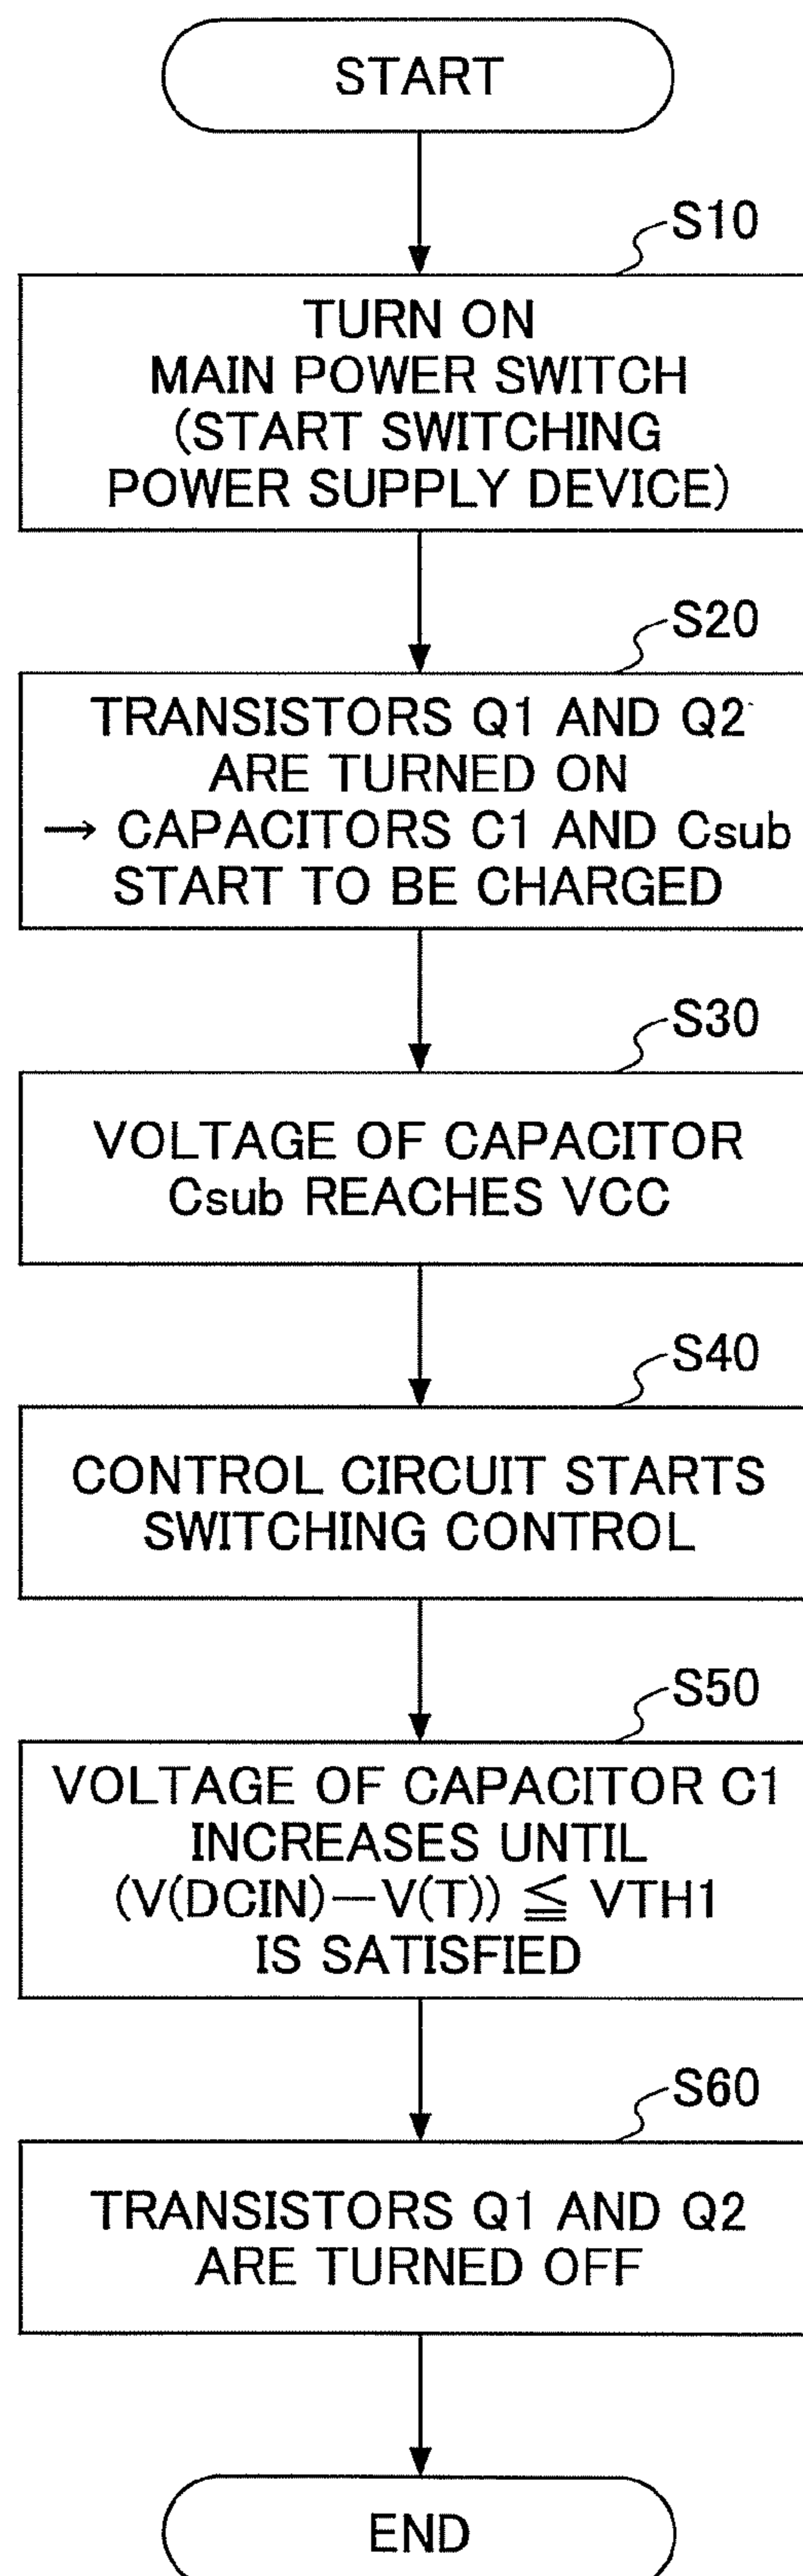 START
S10
TURN ON
MAIN POWER SWITCH
(START SWITCHING
POWER SUPPLY DEVICE)
S20
TRANSISTORS Q1 AND Q2
ARE TURNED ON
→ CAPACITORS C1 AND Csub
START TO BE CHARGED
S30
VOLTAGE OF CAPACITOR
Csub REACHES VCC
S40
CONTROL CIRCUIT STARTS
SWITCHING CONTROL
S50
VOLTAGE OF CAPACITOR C1
INCREASES UNTIL
(V(DCIN)−V(T)) ≦ VTH1
IS SATISFIED
S60
TRANSISTORS Q1 AND Q2
ARE TURNED OFF
END